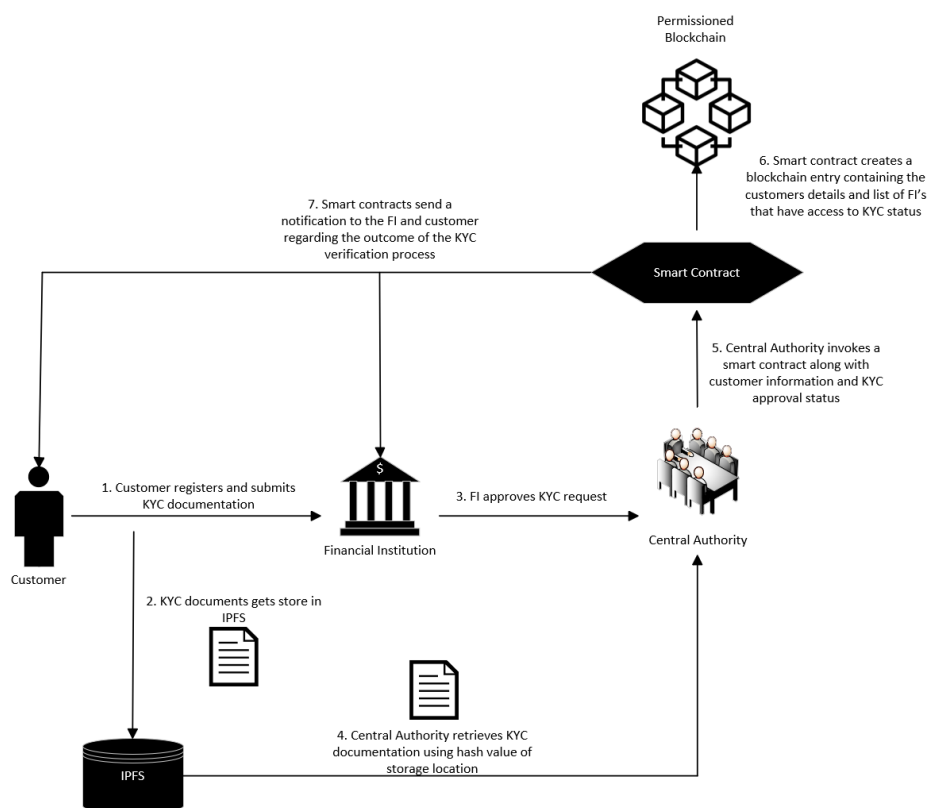 Permissioned
Blockchain
6. Smart contract creates a
blockchain entry containing the
customers details and list of FI's
that have access to KYC status
7. Smart contracts send a
notification to the FI and customer
regarding the outcome of the KYC
verification process
Smart Contract
5. Central Authority invokes a
smart contract along with
customer information and KYC
approval status
$
1. Customer registers and submits
KYC documentation
3. FI approves KYC request
Financial Institution
Central Authority
Customer
2. KYC documents gets store in
IPFS
4. Central Authority retrieves KYC
documentation using hash value of
storage location
IPFS